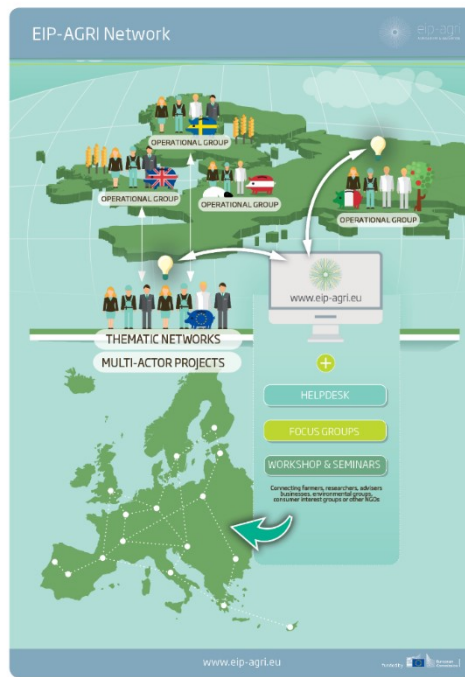 EIP-AGRI Network
eip-agri
OPERATIONAL GROUP
OPERATIONAL GROUP
OPERATIONAL GROUP
OPERATIONAL GROUP
www.eip-agri.eu
THEMATIC NETWORKS
MULTI-ACTOR PROJECTS
HELPDESK
FOCUS GROUPS
WORKSHOP & SEMINARS
Connecting farmers, researchers, advisers
businesses, environmental groups,
consumer interest groups or other NGOs
www.eip-agri.eu